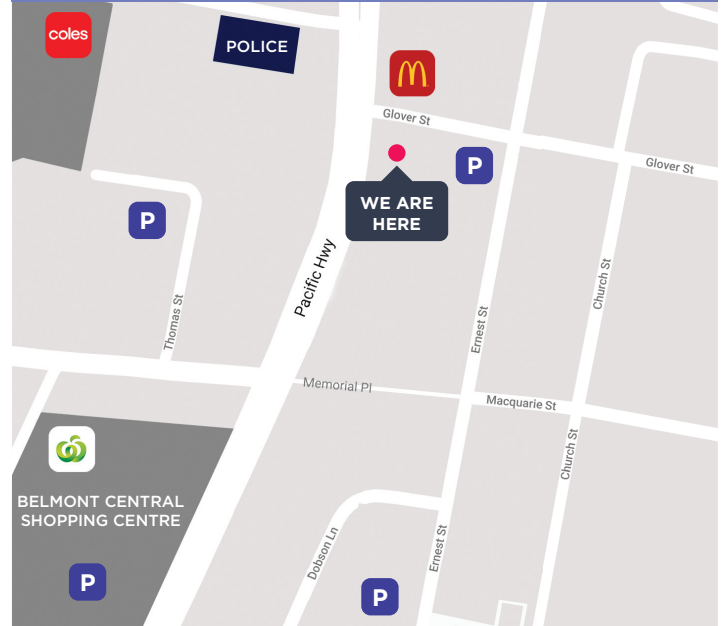 coles
POLICE
Glover St
Glover St
P
WE ARE
HERE
P
Pacific Hwy
Church St
Thomas St
Ernest St
Memorial Pl
Macquarie St
Church St
BELMONT CENTRAL
SHOPPING CENTRE
Dobson Ln
Ernest St
P
P